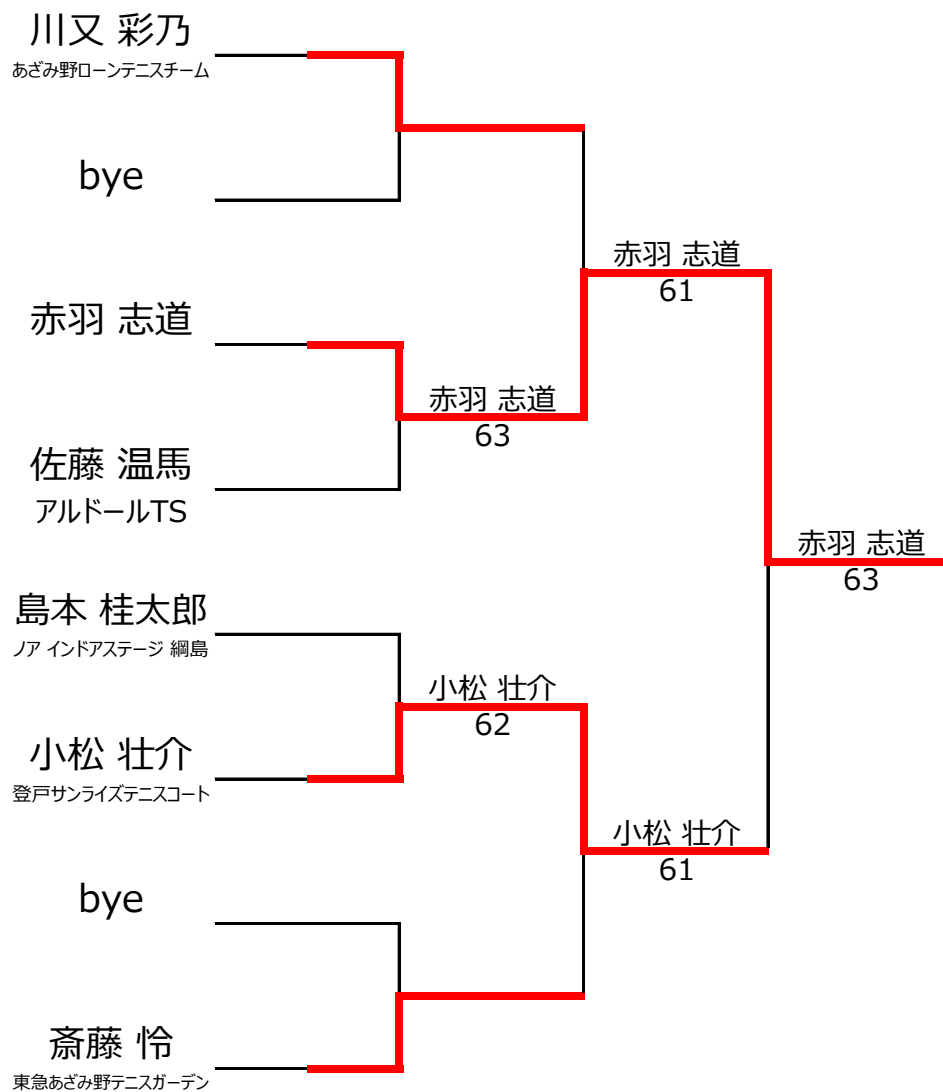 川又 彩乃
あざみ野ローンテニスチーム
bye
赤羽 志道
61
赤羽 志道
赤羽 志道
63
佐藤 温馬
アルドールTS
赤羽 志道
63
島本 桂太郎
ノア インドアステージ 綱島
小松 壮介
62
小松 壮介
登戸サンライズテニスコート
小松 壮介
61
bye
斎藤 怜
東急あざみ野テニスガーデン